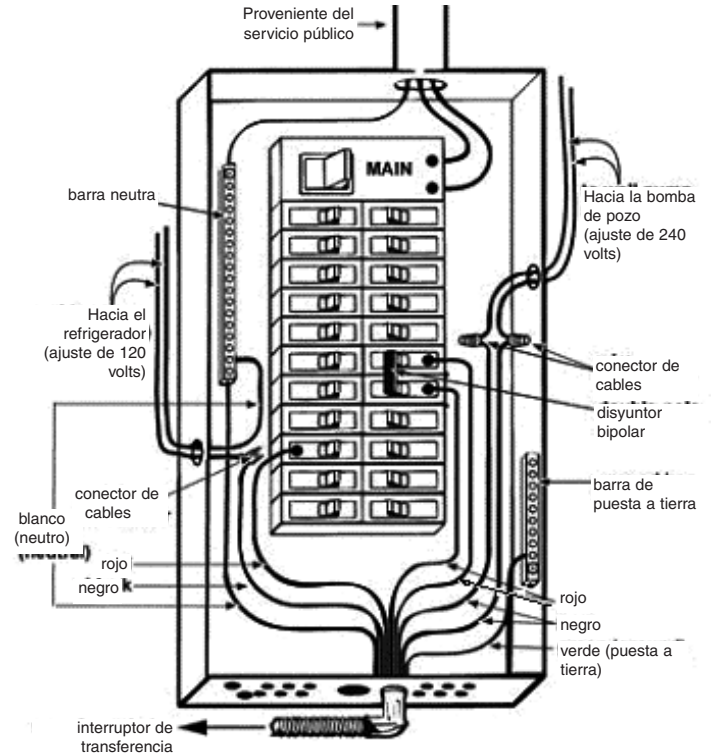 Proveniente del
servicio público
MAIN
barra neutra
Hacia la bomba
de pozo
(ajuste de 240
volts)
Hacia el
refrigerador
(ajuste de 120
volts)
conector de
cables
disyuntor
bipolar
barra de
puesta a tierra
conector de
cables
blanco
(neutro)
rojo
negro
rojo
negro
verde (puesta a
tierra)
interruptor de
transferencia